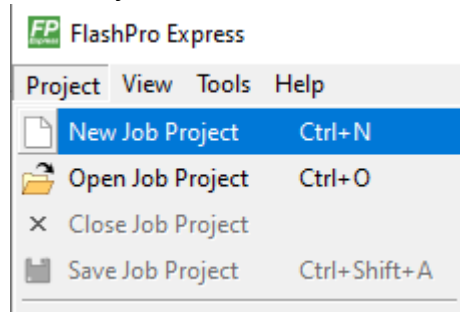 FP Express FlashPro Express
Project View Tools Help
New Job Project Ctrl+N
Open Job Project Ctrl+O
Close Job Project
Save Job Project Ctrl+Shift+A